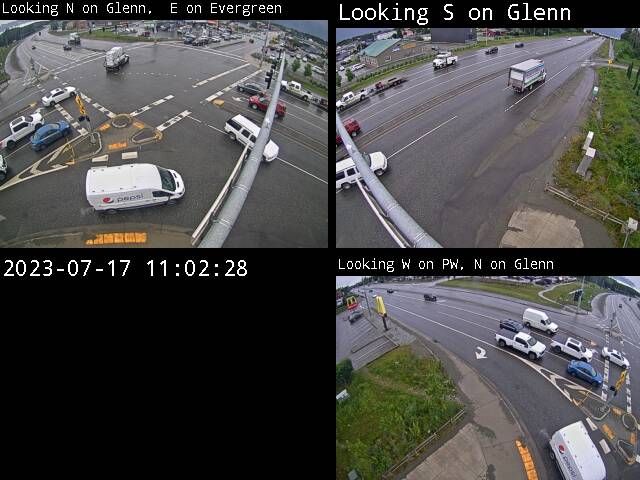 Looking N on Glenn, E on Evergreen
Looking S on Glenn
pepsi
2023-07-17 11:02:28
Looking W on PW, N on Glenn
pepsi